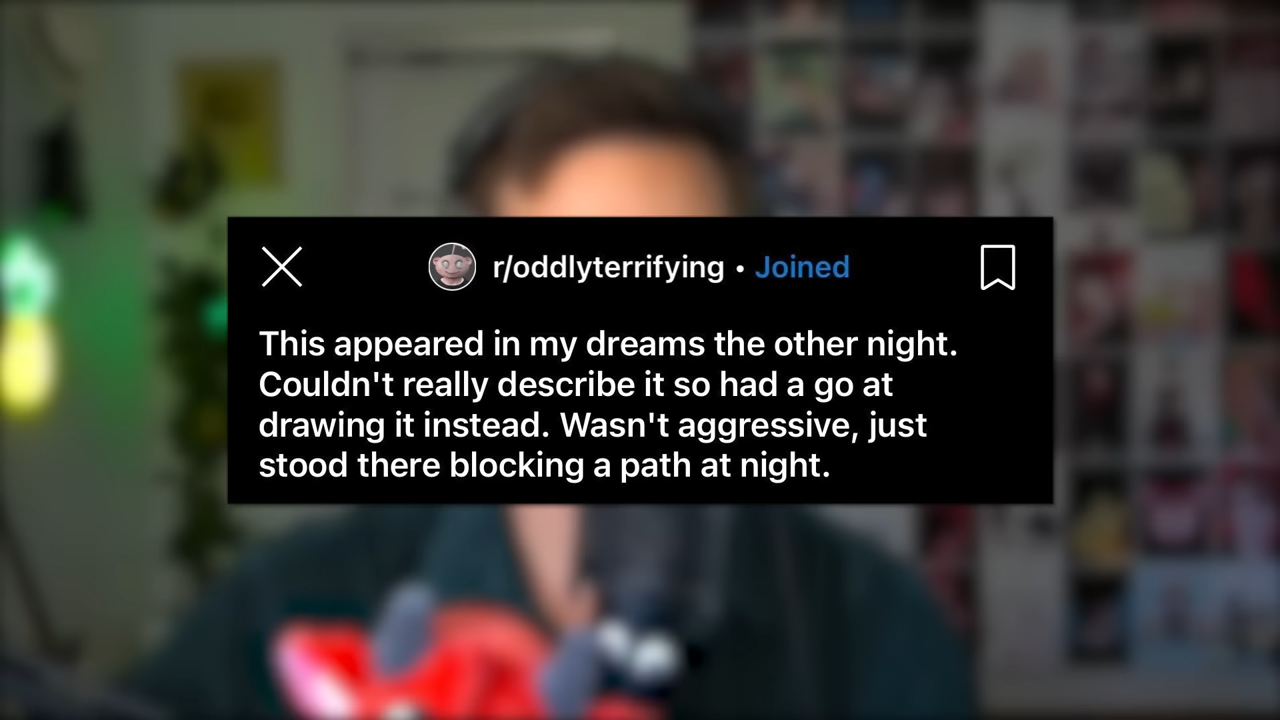 r/oddlyterrifying • Joined
This appeared in my dreams the other night.
Couldn't really describe it so had a go at
drawing it instead. Wasn't aggressive, just
stood there blocking a path at night.